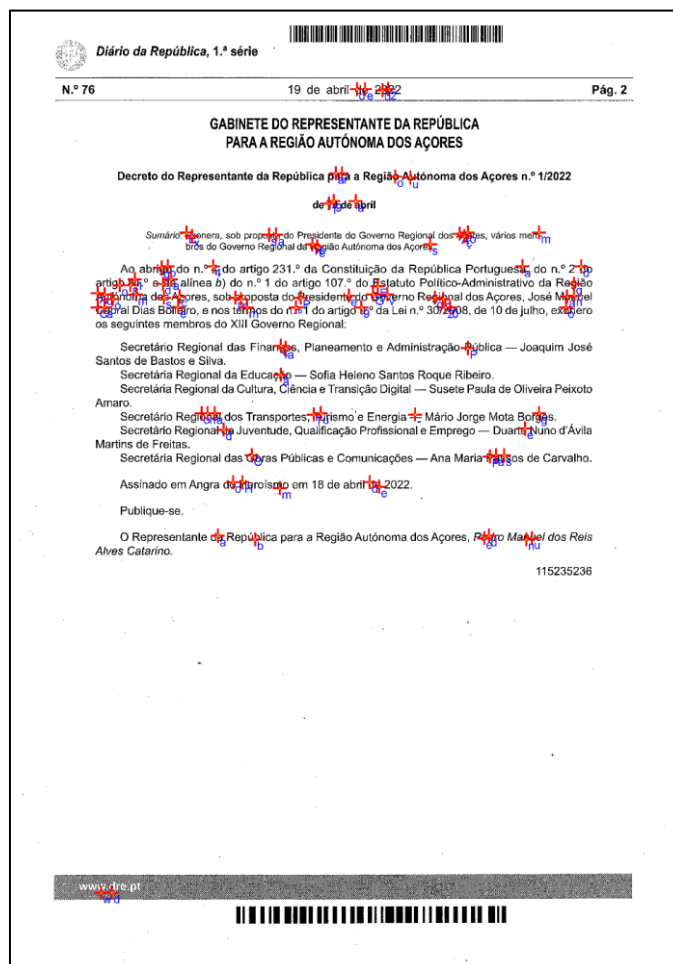 Diário da República, 1.ª série
N.º 76 19 de abril de 2022 Pág. 2
GABINETE DO REPRESENTANTE DA REPÚBLICA
PARA A REGIÃO AUTÓNOMA DOS AÇORES
Decreto do Representante da República para a Região Autónoma dos Açores n.º 1/2022
de de abril
Sumário: Exonera, sob proposta do Presidente do Governo Regional dos Açores, vários mem-
bros do Governo Regional da Região Autónoma dos Açores.
Ao abrigo do n.º 4 do artigo 231.º da Constituição da República Portuguesa, do n.º 2 do
artigo e da alínea b) do n.º 1 do artigo 107.º do Estatuto Político-Administrativo da Região
Autónoma dos Açores, sob proposta do Presidente do Governo Regional dos Açores, José Manuel
Cabral Dias Bolieiro, e nos termos do n.º 1 do artigo da Lei n.º 30/2008, de 10 de julho, exonero
os seguintes membros do XIII Governo Regional:
Secretário Regional das Finanças, Planeamento e Administração Pública — Joaquim José
Santos de Bastos e Silva.
Secretária Regional da Educação — Sofia Heleno Santos Roque Ribeiro.
Secretária Regional da Cultura, Ciência e Transição Digital — Susete Paula de Oliveira Peixoto
Amaro.
Secretário Regional dos Transportes, Turismo e Energia — Mário Jorge Mota Borges.
Secretário Regional da Juventude, Qualificação Profissional e Emprego — Duarte Nuno d'Ávila
Martins de Freitas.
Secretária Regional das Obras Públicas e Comunicações — Ana Maria Passos de Carvalho.
Assinado em Angra do Heroísmo em 18 de abril de 2022.
Publique-se.
O Representante da República para a Região Autónoma dos Açores, Pedro Manuel dos Reis
Alves Catarino.
115235236
www.dre.pt